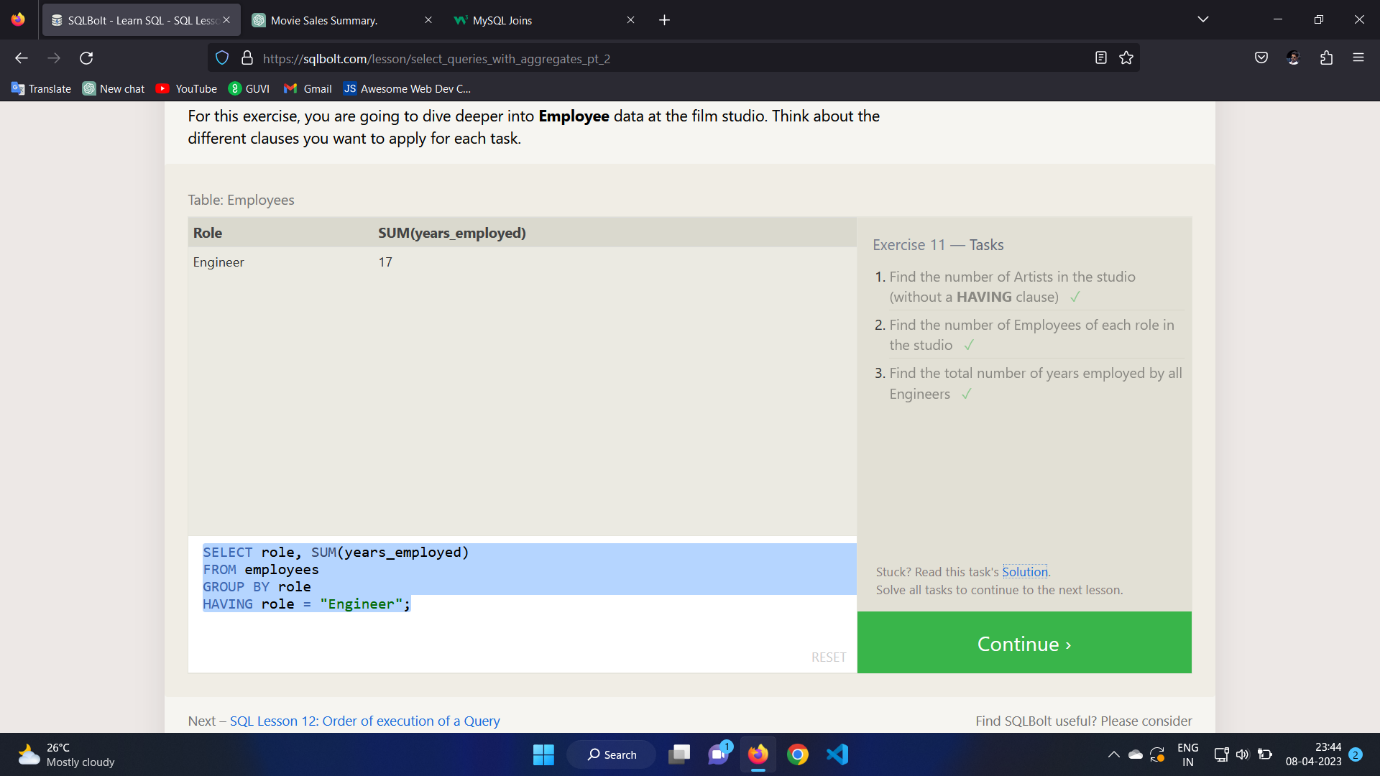 SQLBolt - Learn SQL - SQL Less
Movie Sales Summary.
MySQL Joins
https://sqlbolt.com/lesson/select_queries_with_aggregates_pt_2
Translate
New chat
YouTube
GUVI
Gmail
JS Awesome Web Dev C...
For this exercise, you are going to dive deeper into Employee data at the film studio. Think about the
different clauses you want to apply for each task.
Table: Employees
Role SUM(years_employed)
Engineer 17
Exercise 11 — Tasks
1. Find the number of Artists in the studio
(without a HAVING clause) ✓
2. Find the number of Employees of each role in
the studio ✓
3. Find the total number of years employed by all
Engineers ✓
SELECT role, SUM(years_employed)
FROM employees
GROUP BY role
HAVING role = "Engineer";
RESET
Stuck? Read this task's Solution.
Solve all tasks to continue to the next lesson.
Continue ›
Next – SQL Lesson 12: Order of execution of a Query
Find SQLBolt useful? Please consider
26°C
Mostly cloudy
Search
1
ENG
IN
23:44
08-04-2023
2